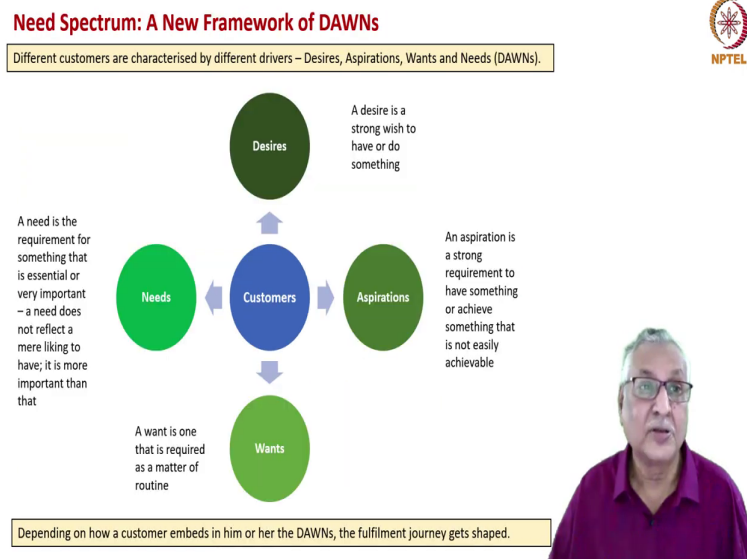 Need Spectrum: A New Framework of DAWNs
NPTEL
Different customers are characterised by different drivers – Desires, Aspirations, Wants and Needs (DAWNs).
Desires
A desire is a
strong wish to
have or do
something
A need is the
requirement for
something that
is essential or
very important
– a need does
not reflect a
mere liking to
have; it is more
important than
that
Needs
Customers
Aspirations
An aspiration is
a strong
requirement to
have something
or achieve
something that
is not easily
achievable
A want is one
that is required
as a matter of
routine
Wants
Depending on how a customer embeds in him or her the DAWNs, the fulfilment journey gets shaped.